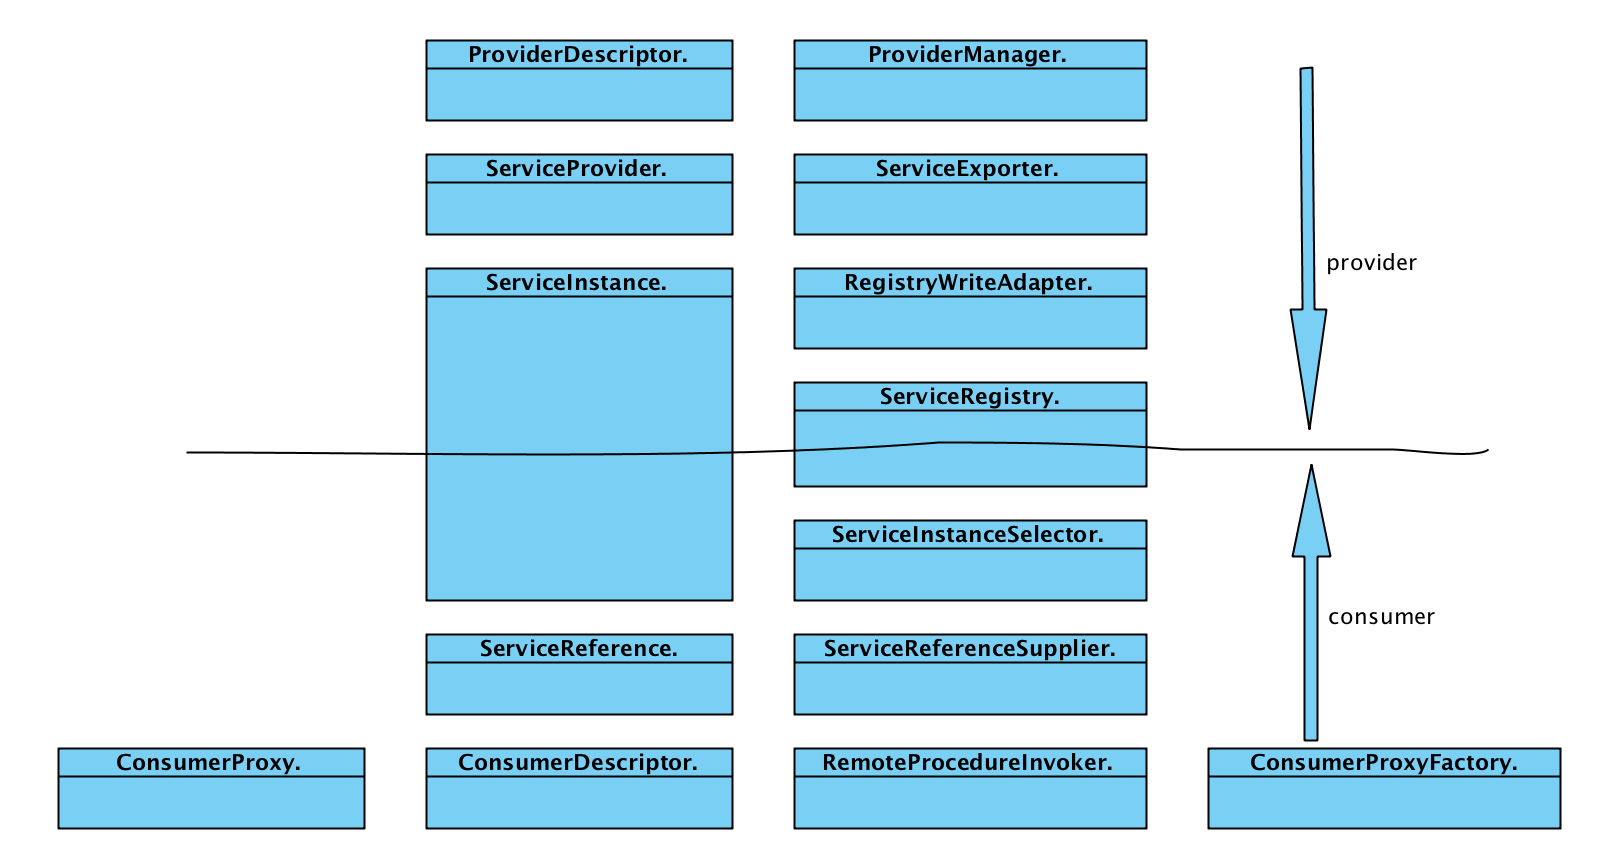 ProviderDescriptor.
ProviderManager.
ServiceProvider.
ServiceExporter.
provider
ServiceInstance.
RegistryWriteAdapter.
ServiceRegistry.
ServiceInstanceSelector.
consumer
ServiceReference.
ServiceReferenceSupplier.
ConsumerProxy.
ConsumerDescriptor.
RemoteProcedureInvoker.
ConsumerProxyFactory.